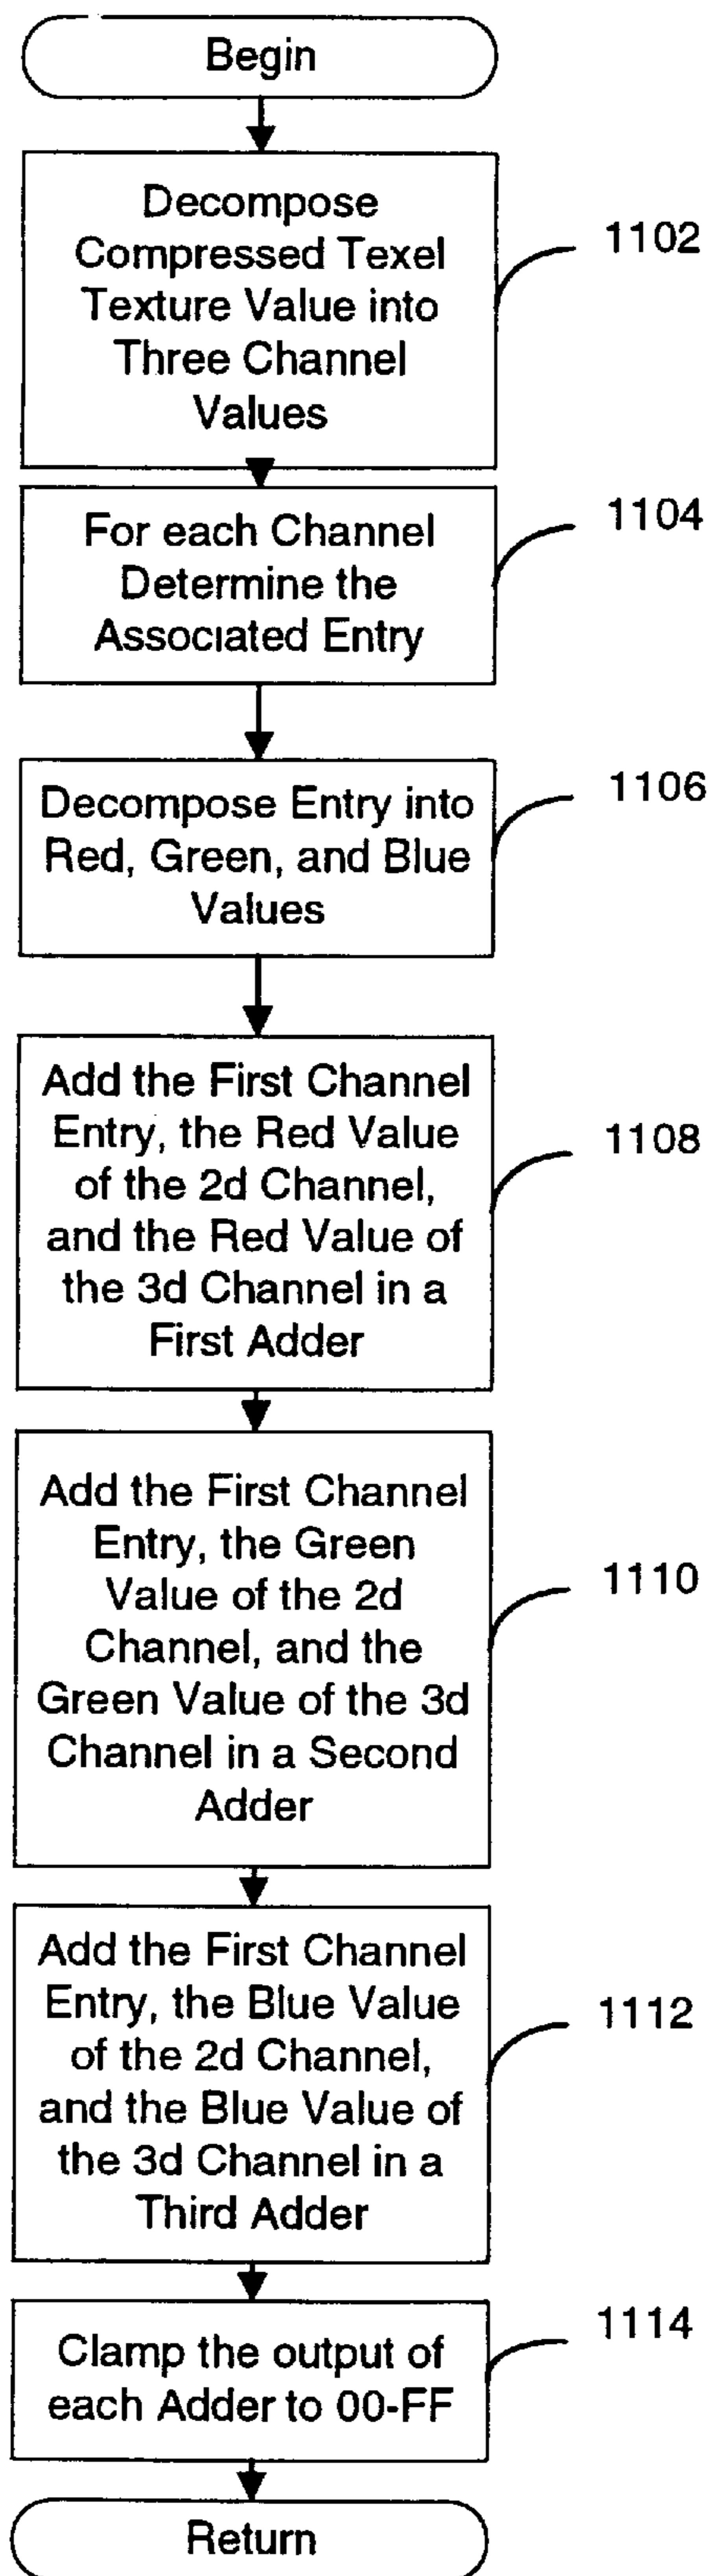 Begin
Decompose
Compressed Texel
Texture Value into
Three Channel
Values
1102
For each Channel
Determine the
Associated Entry
1104
Decompose Entry into
Red, Green, and Blue
Values
1106
Add the First Channel
Entry, the Red Value
of the 2d Channel,
and the Red Value of
the 3d Channel in a
First Adder
1108
Add the First Channel
Entry, the Green
Value of the 2d
Channel, and the
Green Value of the 3d
Channel in a Second
Adder
1110
Add the First Channel
Entry, the Blue Value
of the 2d Channel,
and the Blue Value of
the 3d Channel in a
Third Adder
1112
Clamp the output of
each Adder to 00-FF
1114
Return